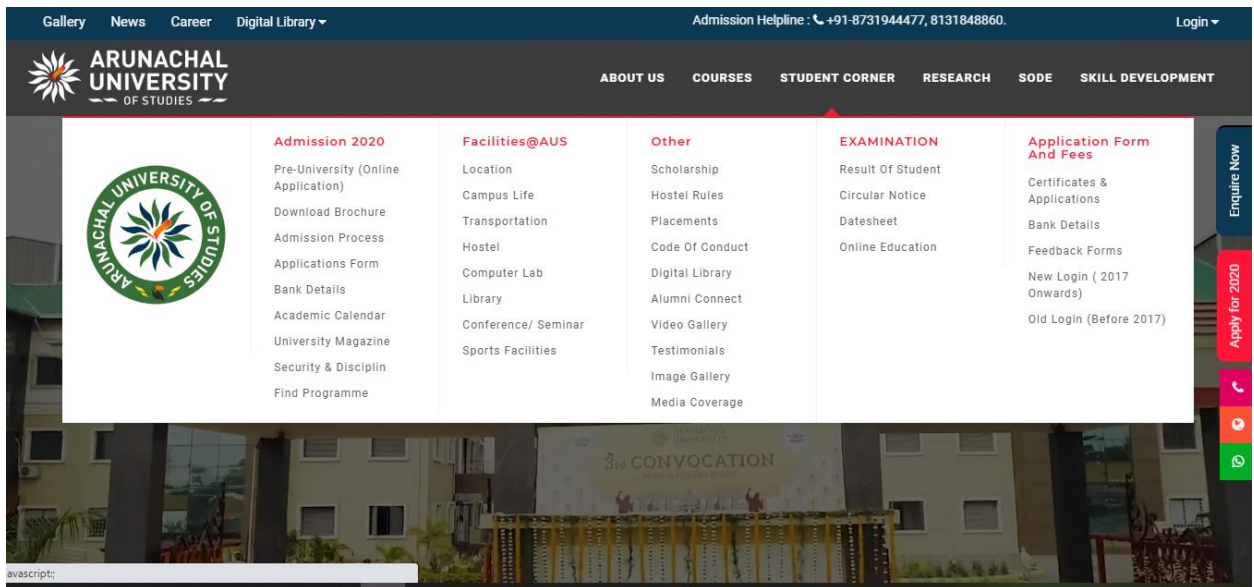 Gallery News Career Digital Library
Admission Helpline : +91-8731944477, 8131848860.
Login
ARUNACHAL
UNIVERSITY
OF STUDIES
ABOUT US COURSES STUDENT CORNER RESEARCH SODE SKILL DEVELOPMENT
ARUNACHAL UNIVERSITY OF STUDIES
Admission 2020
Pre-University (Online
Application)
Download Brochure
Admission Process
Applications Form
Bank Details
Academic Calendar
University Magazine
Security & Disciplin
Find Programme
Facilities@AUS
Location
Campus Life
Transportation
Hostel
Computer Lab
Library
Conference/ Seminar
Sports Facilities
Other
Scholarship
Hostel Rules
Placements
Code Of Conduct
Digital Library
Alumni Connect
Video Gallery
Testimonials
Image Gallery
Media Coverage
EXAMINATION
Result Of Student
Circular Notice
Datesheet
Online Education
Application Form
And Fees
Certificates &
Applications
Bank Details
Feedback Forms
New Login ( 2017
Onwards)
Old Login (Before 2017)
Enquire Now
Apply for 2020
3rd CONVOCATION
avascript:;